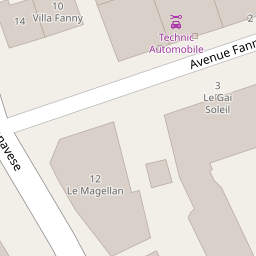 10
Villa Fanny
14
2
Technic
Automobile
Avenue Fann
3
Le Gai
Soleil
navese
12
Le Magellan